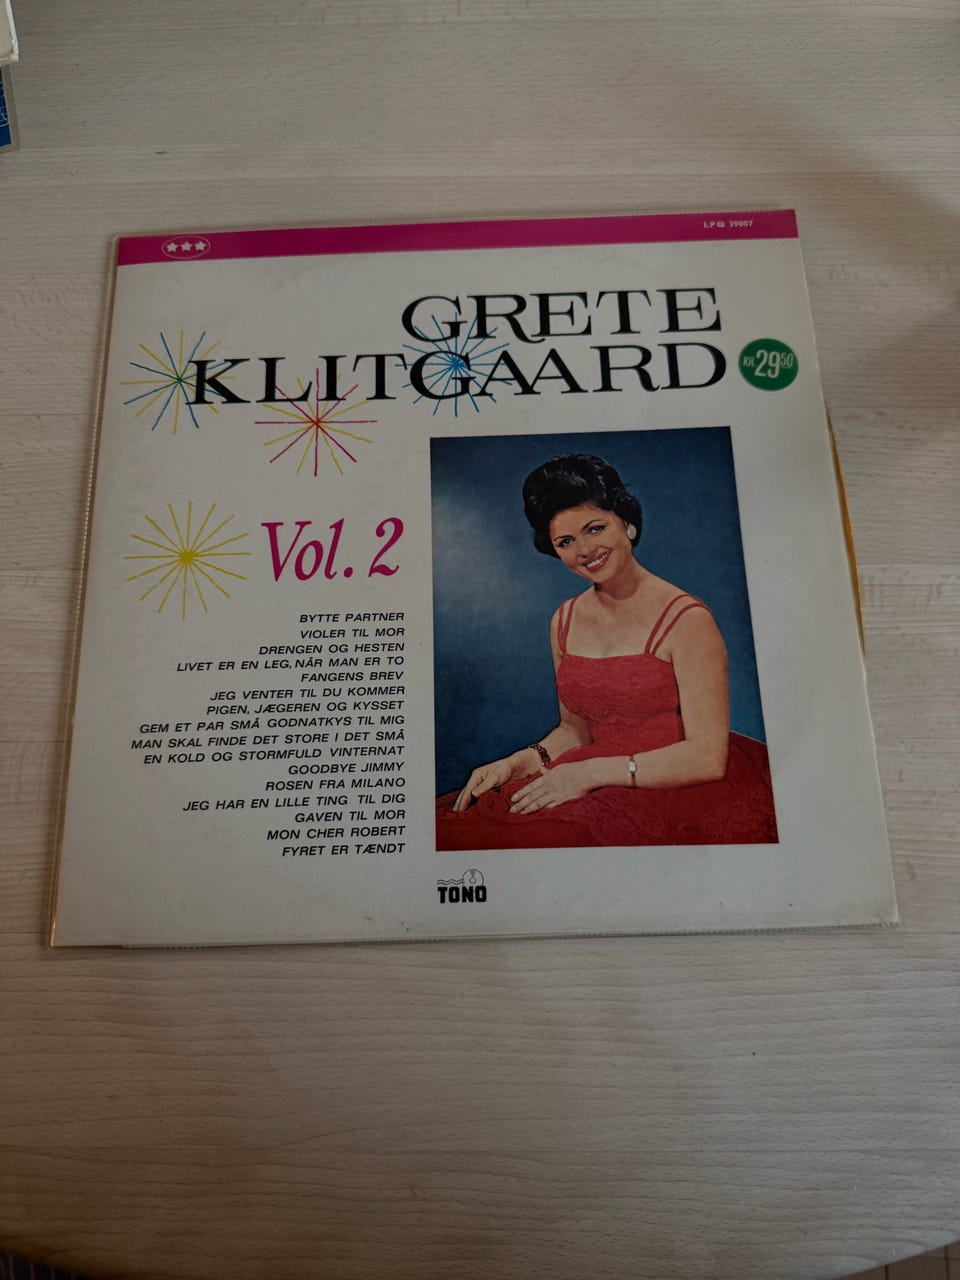 LPG 39007
GRETE
KLITGAARD
KR. 29 50
Vol. 2
BYTTE PARTNER
VIOLER TIL MOR
DRENGEN OG HESTEN
LIVET ER EN LEG, NÅR MAN ER TO
FANGENS BREV
JEG VENTER TIL DU KOMMER
PIGEN, JÆGEREN OG KYSSET
GEM ET PAR SMÅ GODNATKYS TIL MIG
MAN SKAL FINDE DET STORE I DET SMÅ
EN KOLD OG STORMFULD VINTERNAT
GOODBYE JIMMY
ROSEN FRA MILANO
JEG HAR EN LILLE TING TIL DIG
GAVEN TIL MOR
MON CHER ROBERT
FYRET ER TÆNDT
TONO